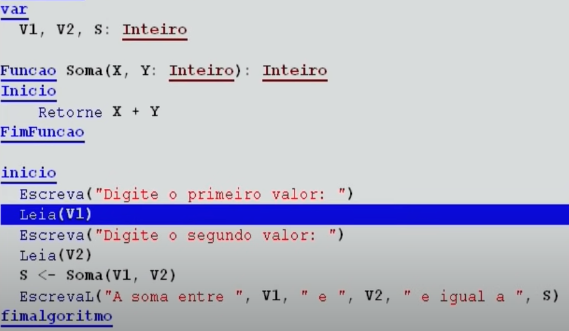 var
V1, V2, S: Inteiro
Funcao Soma(X, Y: Inteiro): Inteiro
Inicio
Retorne X + Y
FimFuncao
inicio
Escreva("Digite o primeiro valor: ")
Leia(V1)
Escreva("Digite o segundo valor: ")
Leia(V2)
S <- Soma(V1, V2)
EscrevaL("A soma entre ", V1, " e ", V2, " e igual a ", S)
fimalgoritmo